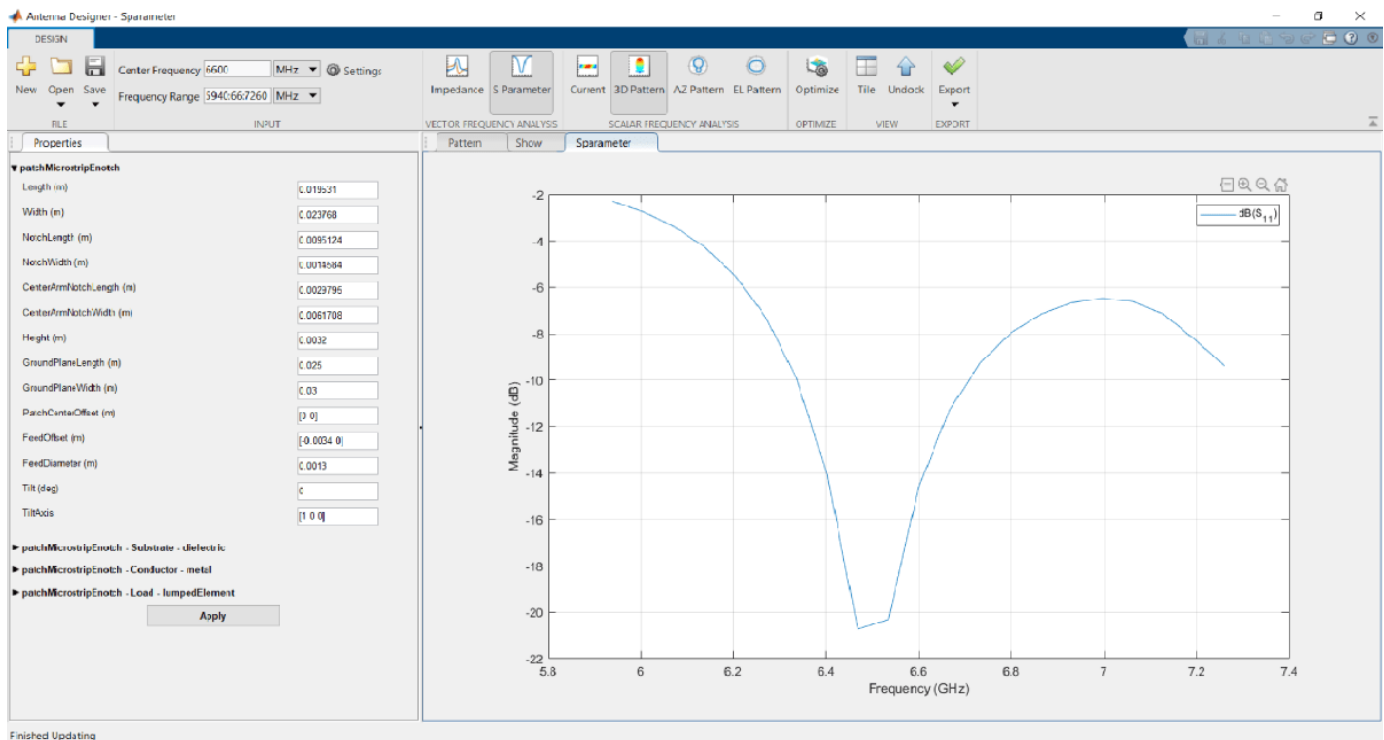 Antenna Designer - Sparameter
DESIGN
New Open Save
Center Frequency 6600 MHz Settings
Frequency Range 5940:66:7260 MHz
Impedance S Parameter Current 3D Pattern AZ Pattern EL Pattern Optimize Tile Undock Export
FILE INPUT VECTOR FREQUENCY ANALYSIS SCALAR FREQUENCY ANALYSIS OPTIMIZE VIEW EXPORT
Properties
Pattern Show Sparameter
patchMicrostripEnotch
Length (m) 0.019531
Width (m) 0.023768
NotchLength (m) 0.0095124
NotchWidth (m) 0.0014584
CenterArmNotchLength (m) 0.0029795
CenterArmNotchWidth (m) 0.0061708
Height (m) 0.0032
GroundPlaneLength (m) 0.025
GroundPlaneWidth (m) 0.03
PatchCenterOffset (m) [0 0]
FeedOffset (m) [-0.0034 0]
FeedDiameter (m) 0.0013
Tilt (deg) 0
TiltAxis [1 0 0]
patchMicrostripEnotch - Substrate - dielectric
patchMicrostripEnotch - Conductor - metal
patchMicrostripEnotch - Load - lumpedElement
Apply
dB(S11)
Magnitude (dB)
-2
-4
-6
-8
-10
-12
-14
-16
-18
-20
-22
5.8 6 6.2 6.4 6.6 6.8 7 7.2 7.4
Frequency (GHz)
Finished Updating